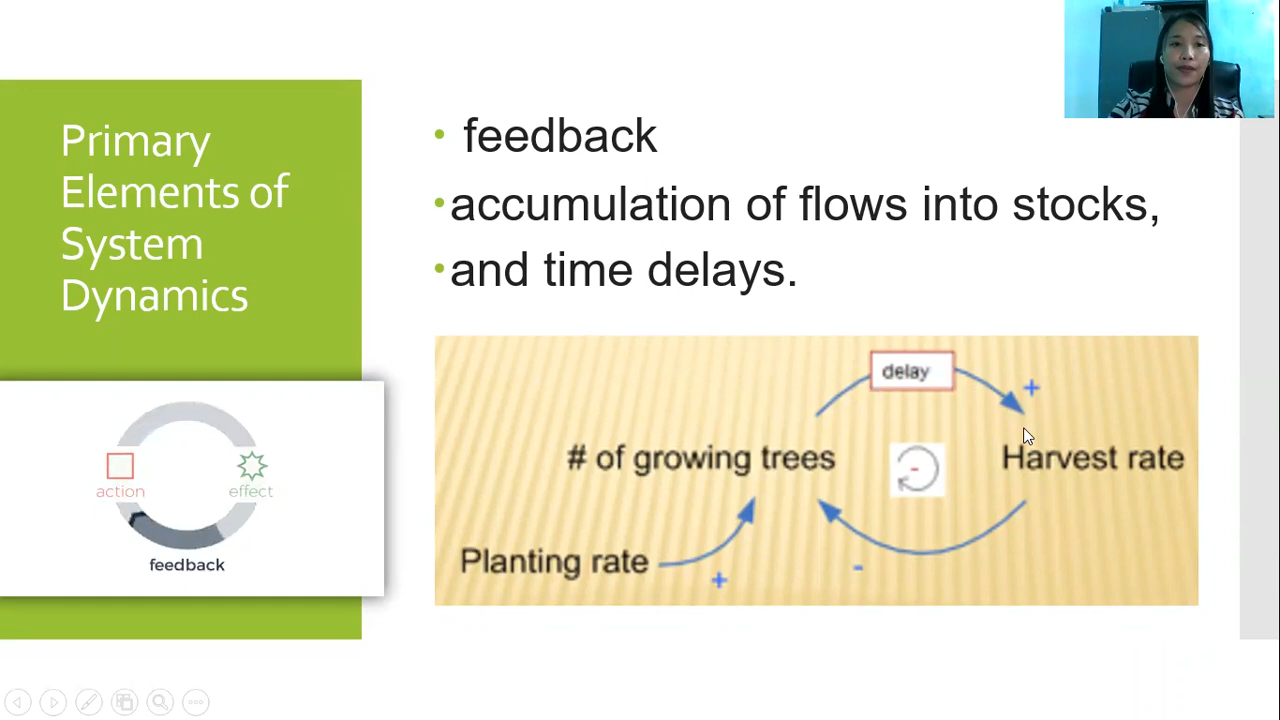 Primary
Elements of
System
Dynamics
• feedback
• accumulation of flows into stocks,
• and time delays.
action
effect
feedback
delay
+
# of growing trees
-
Harvest rate
Planting rate
+
-